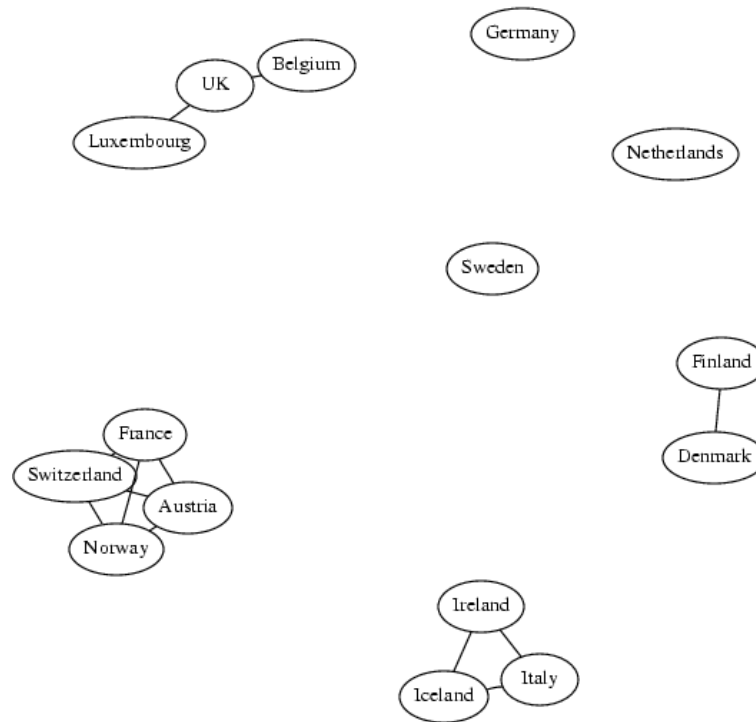 Germany
Belgium
UK
Luxembourg
Netherlands
Sweden
Finland
France
Denmark
Switzerland
Austria
Norway
Ireland
Italy
Iceland